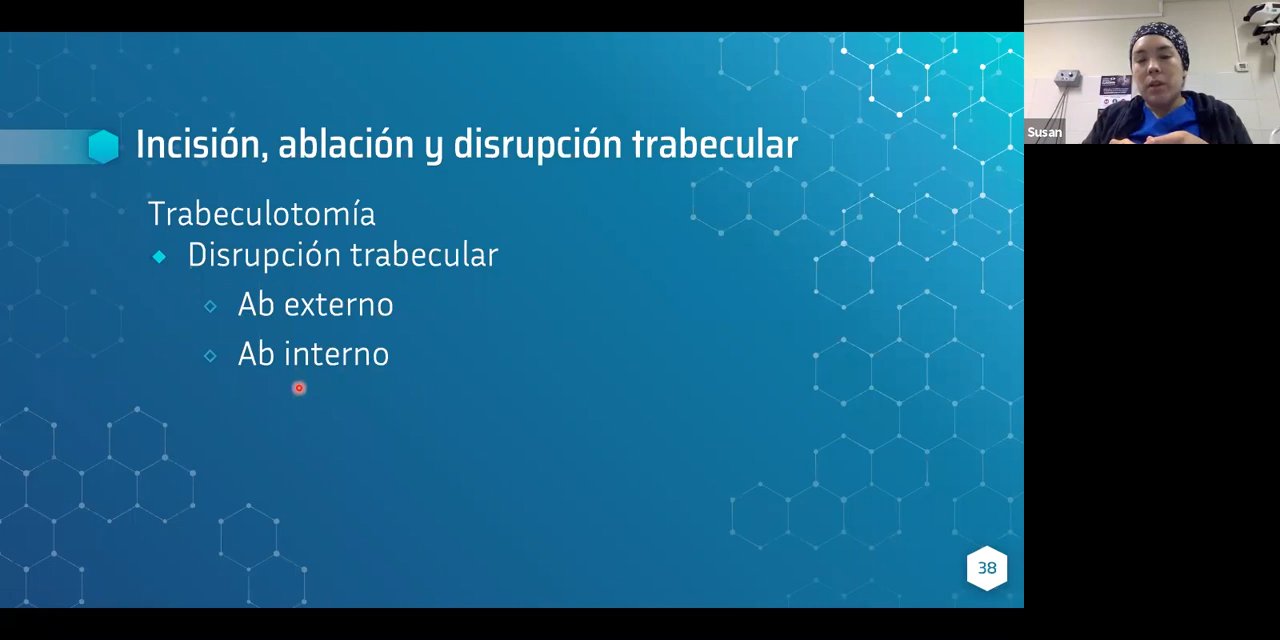 Incisión, ablación y disrupción trabecular
Trabeculotomía
Disrupción trabecular
Ab externo
Ab interno
38
Susan